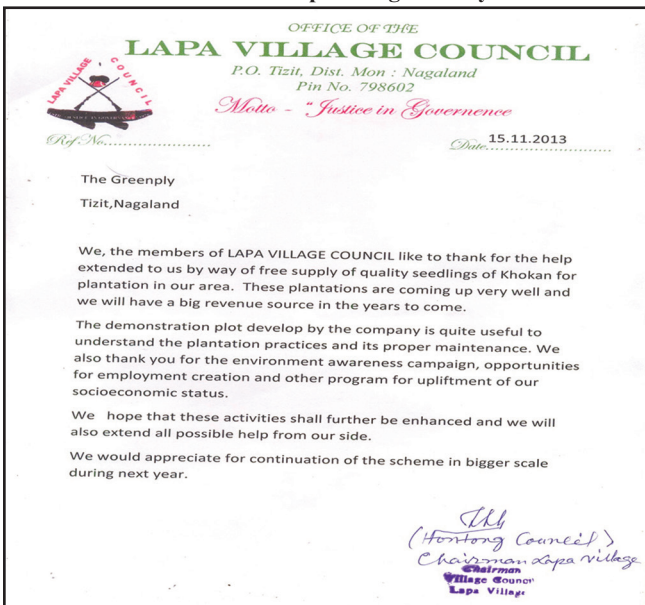 OFFICE OF THE
LAPA VILLAGE COUNCIL
P.O. Tizit, Dist. Mon : Nagaland
Pin No. 798602
Motto - "Justice in Governence
LAPA VILLAGE COUNCIL
Ref No......................
Date 15.11.2013
The Greenply
Tizit,Nagaland
We, the members of LAPA VILLAGE COUNCIL like to thank for the help
extended to us by way of free supply of quality seedlings of Khokan for
plantation in our area. These plantations are coming up very well and
we will have a big revenue source in the years to come.
The demonstration plot develop by the company is quite useful to
understand the plantation practices and its proper maintenance. We
also thank you for the environment awareness campaign, opportunities
for employment creation and other program for upliftment of our
socioeconomic status.
We hope that these activities shall further be enhanced and we will
also extend all possible help from our side.
We would appreciate for continuation of the scheme in bigger scale
during next year.
(Hontong Council)
Chairman Lapa village
Chairman
Village Council
Lapa Village